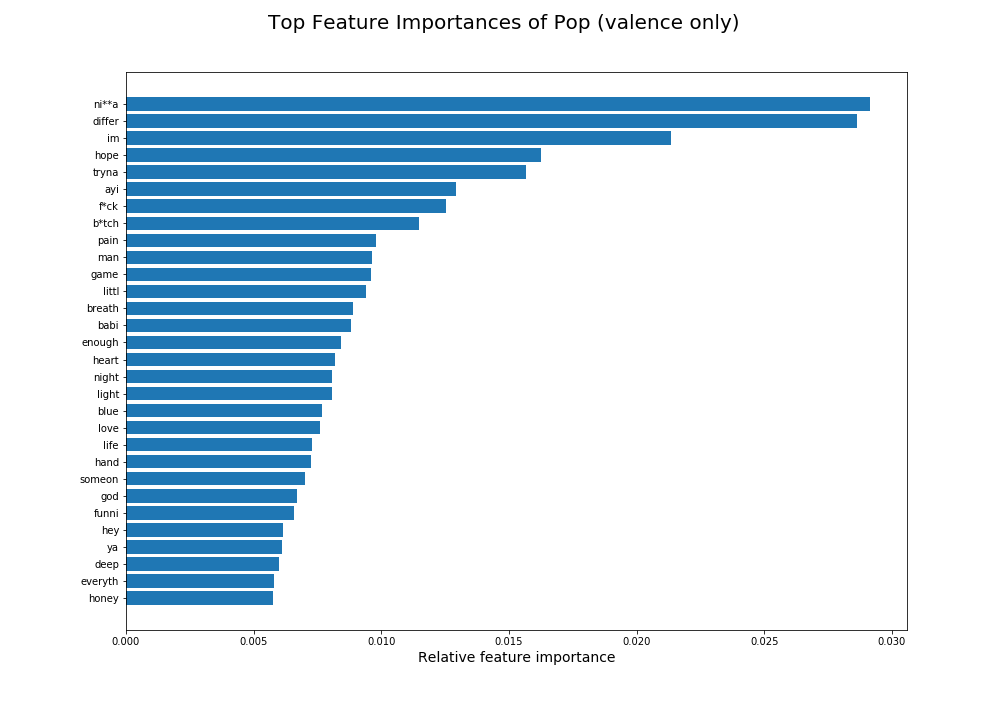 Top Feature Importances of Pop (valence only)
ni**a
differ
im
hope
tryna
ayi
f*ck
b*tch
pain
man
game
littl
breath
babi
enough
heart
night
light
blue
love
life
hand
someon
god
funni
hey
ya
deep
everyth
honey
0.000 0.005 0.010 0.015 0.020 0.025 0.030
Relative feature importance